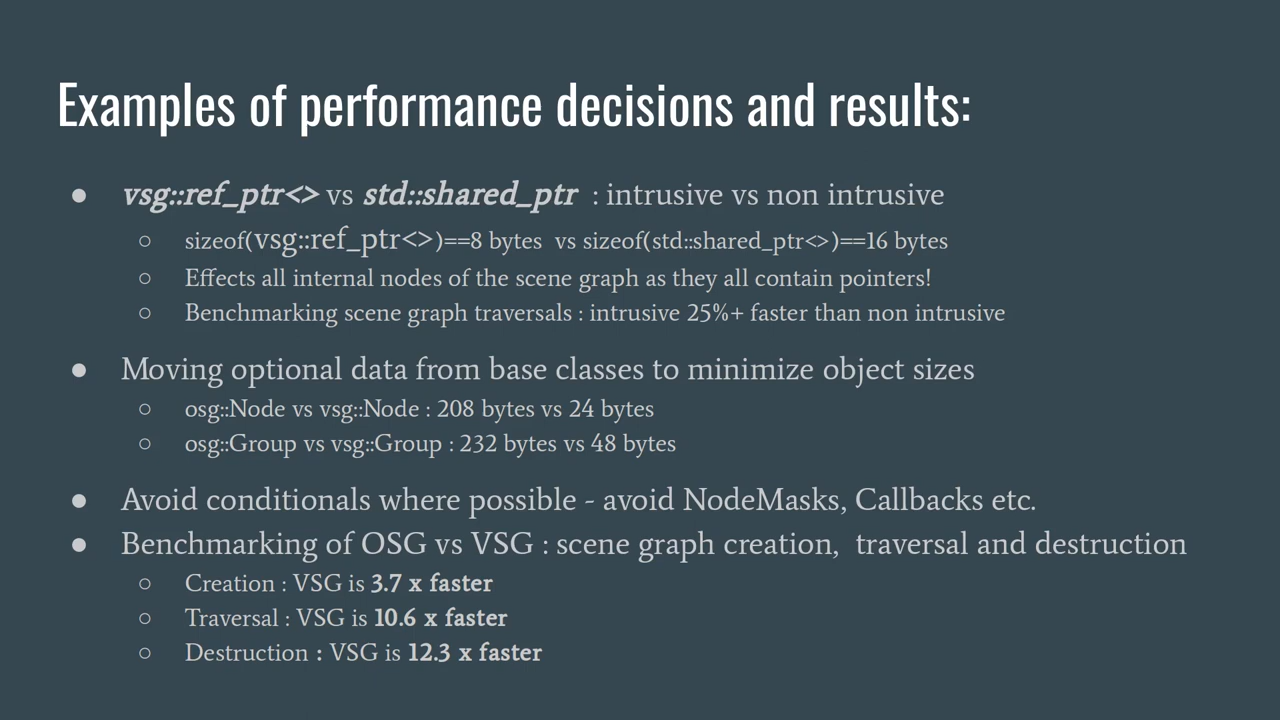 Examples of performance decisions and results:
● vsg::ref_ptr<> vs std::shared_ptr : intrusive vs non intrusive
○ sizeof(vsg::ref_ptr<>)==8 bytes vs sizeof(std::shared_ptr<>)==16 bytes
○ Effects all internal nodes of the scene graph as they all contain pointers!
○ Benchmarking scene graph traversals : intrusive 25%+ faster than non intrusive
● Moving optional data from base classes to minimize object sizes
○ osg::Node vs vsg::Node : 208 bytes vs 24 bytes
○ osg::Group vs vsg::Group : 232 bytes vs 48 bytes
● Avoid conditionals where possible - avoid NodeMasks, Callbacks etc.
● Benchmarking of OSG vs VSG : scene graph creation, traversal and destruction
○ Creation : VSG is 3.7 x faster
○ Traversal : VSG is 10.6 x faster
○ Destruction : VSG is 12.3 x faster